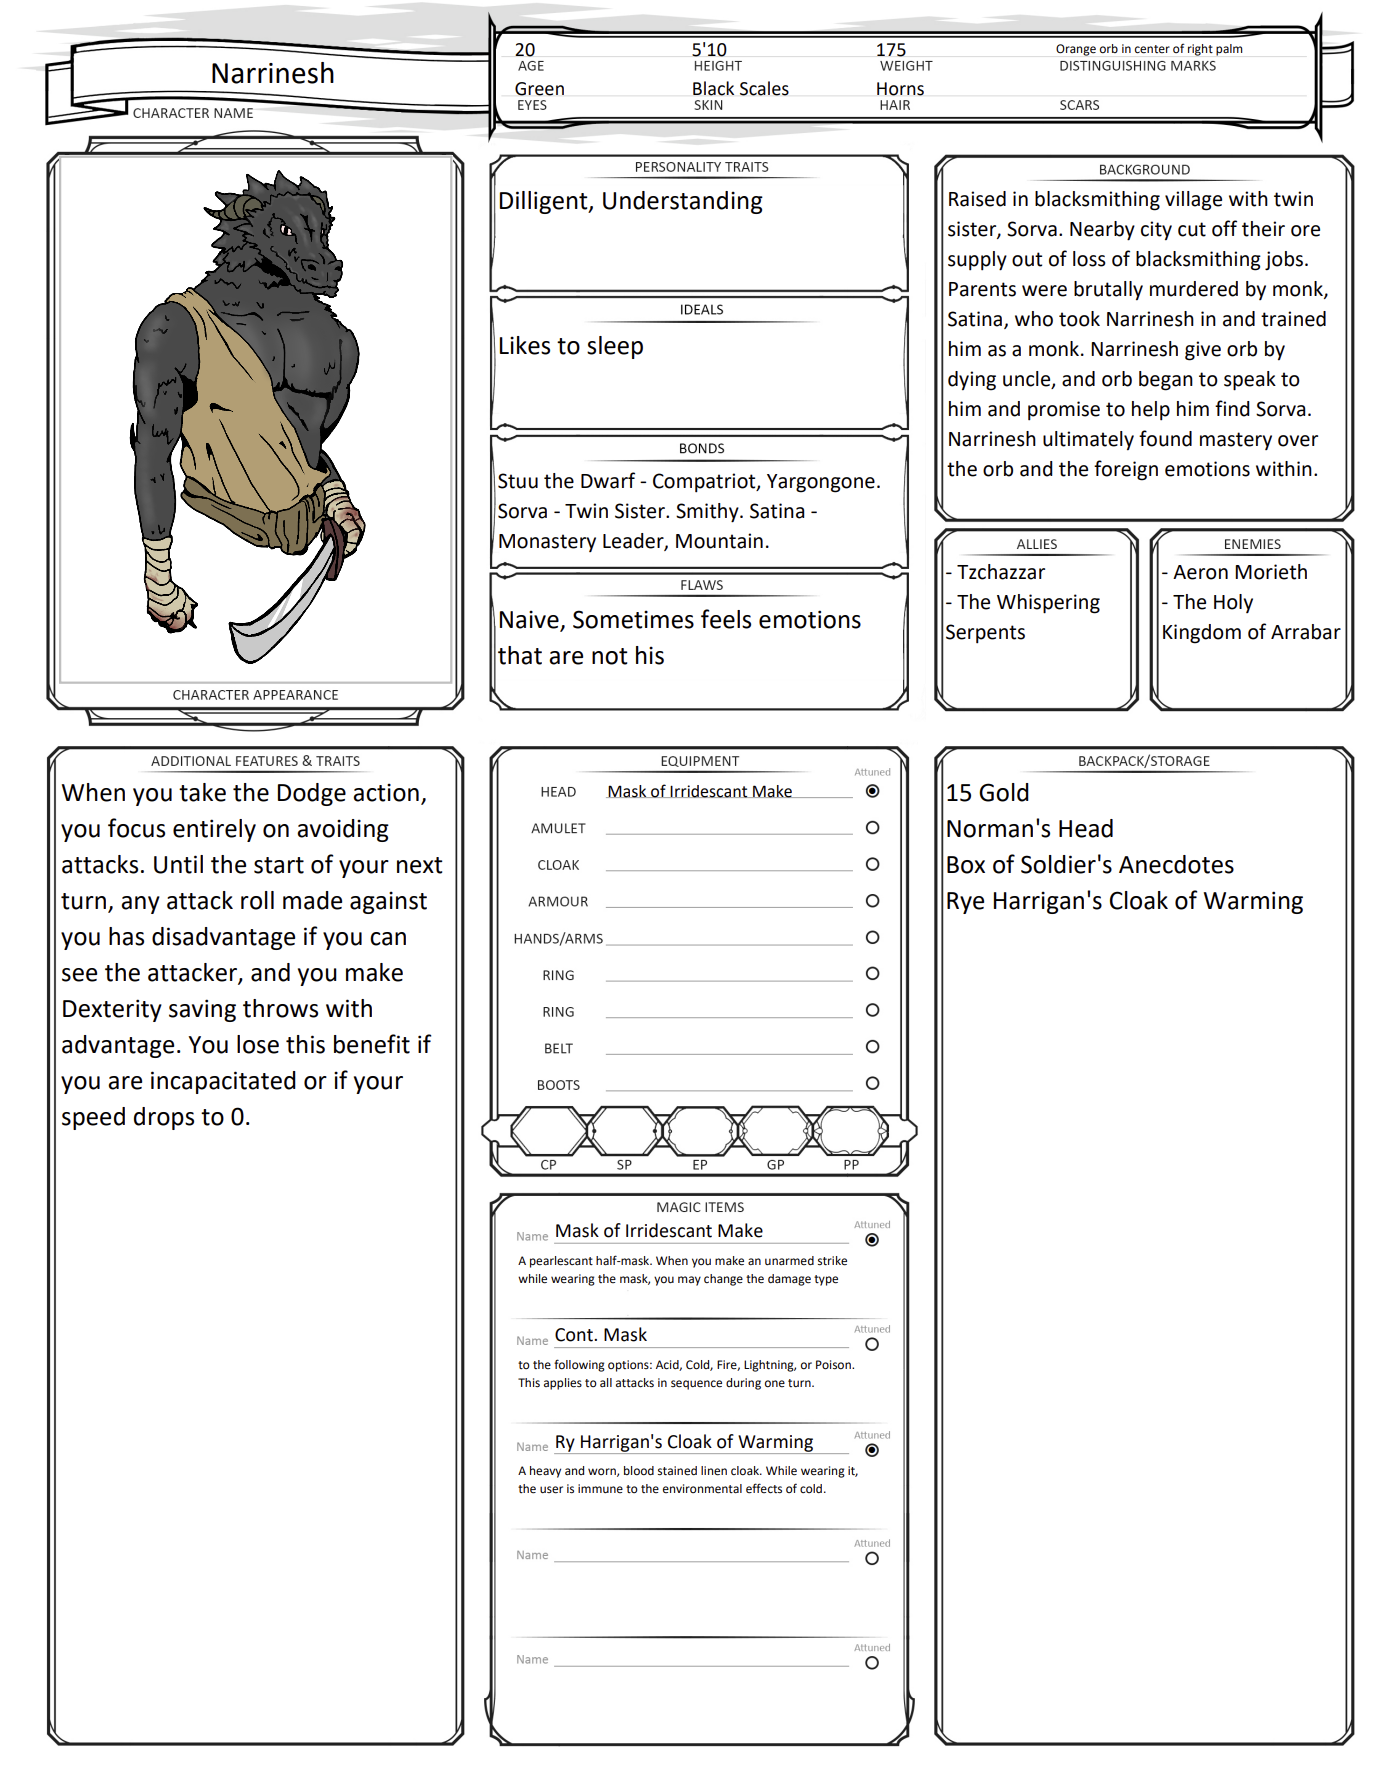 Narrinesh
CHARACTER NAME
20 5'10 175 Orange orb in center of right palm
AGE HEIGHT WEIGHT DISTINGUISHING MARKS
Green Black Scales Horns
EYES SKIN HAIR SCARS
CHARACTER APPEARANCE
PERSONALITY TRAITS
Dilligent, Understanding
IDEALS
Likes to sleep
BONDS
Stuu the Dwarf - Compatriot, Yargongone.
Sorva - Twin Sister. Smithy. Satina -
Monastery Leader, Mountain.
FLAWS
Naive, Sometimes feels emotions
that are not his
BACKGROUND
Raised in blacksmithing village with twin
sister, Sorva. Nearby city cut off their ore
supply out of loss of blacksmithing jobs.
Parents were brutally murdered by monk,
Satina, who took Narrinesh in and trained
him as a monk. Narrinesh give orb by
dying uncle, and orb began to speak to
him and promise to help him find Sorva.
Narrinesh ultimately found mastery over
the orb and the foreign emotions within.
ALLIES
- Tzchazzar
- The Whispering
Serpents
ENEMIES
- Aeron Morieth
- The Holy
Kingdom of Arrabar
ADDITIONAL FEATURES & TRAITS
When you take the Dodge action,
you focus entirely on avoiding
attacks. Until the start of your next
turn, any attack roll made against
you has disadvantage if you can
see the attacker, and you make
Dexterity saving throws with
advantage. You lose this benefit if
you are incapacitated or if your
speed drops to 0.
EQUIPMENT
Attuned
HEAD Mask of Irridescant Make
AMULET
CLOAK
ARMOUR
HANDS/ARMS
RING
RING
BELT
BOOTS
CP SP EP GP PP
MAGIC ITEMS
Name Mask of Irridescant Make Attuned
A pearlescant half-mask. When you make an unarmed strike
while wearing the mask, you may change the damage type
Name Cont. Mask Attuned
to the following options: Acid, Cold, Fire, Lightning, or Poison.
This applies to all attacks in sequence during one turn.
Name Ry Harrigan's Cloak of Warming Attuned
A heavy and worn, blood stained linen cloak. While wearing it,
the user is immune to the environmental effects of cold.
Name Attuned
Name Attuned
BACKPACK/STORAGE
15 Gold
Norman's Head
Box of Soldier's Anecdotes
Rye Harrigan's Cloak of Warming